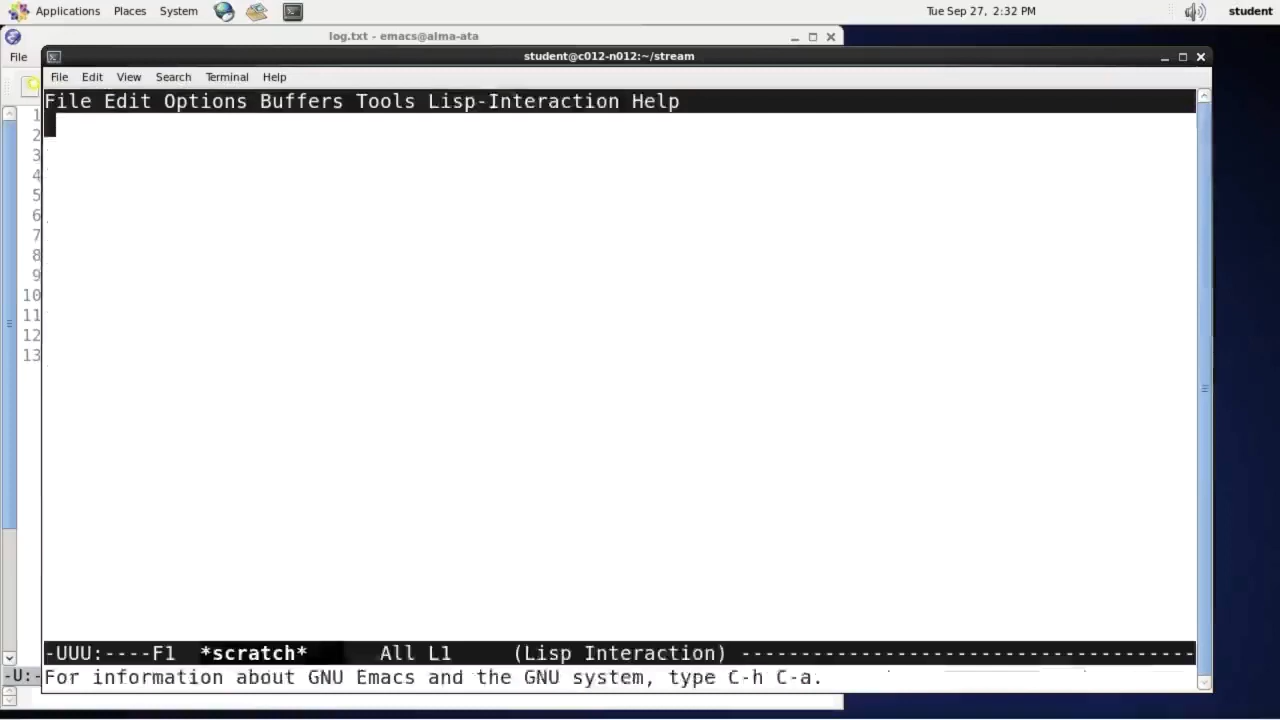 Applications Places System Tue Sep 27, 2:32 PM student
log.txt - emacs@alma-ata
File
student@c012-n012:~/stream
File Edit View Search Terminal Help
File Edit Options Buffers Tools Lisp-Interaction Help
1
2
3
4
5
6
7
8
9
10
11
12
13
-UUU:----F1 *scratch* All L1 (Lisp Interaction) --------------------------------------
-U:-
For information about GNU Emacs and the GNU system, type C-h C-a.